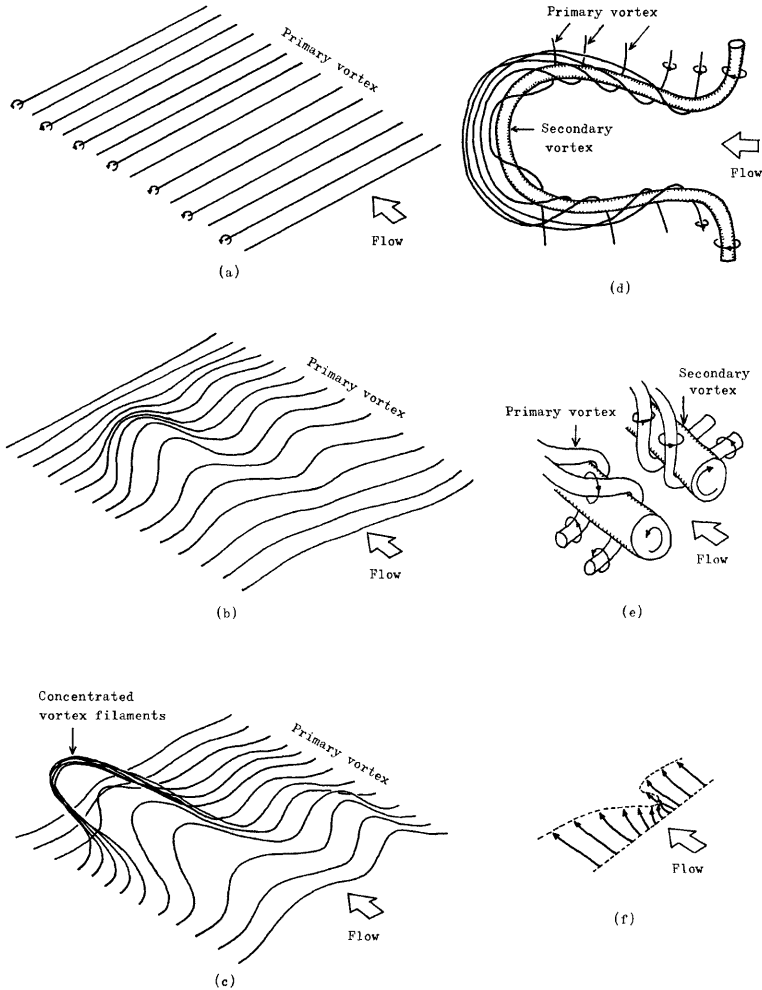 Primary vortex
Flow
(a)
Primary vortex
Secondary
vortex
Flow
(d)
Primary vortex
Flow
(b)
Secondary
vortex
Primary vortex
Flow
(e)
Concentrated
vortex filaments
Primary vortex
Flow
(c)
Flow
(f)